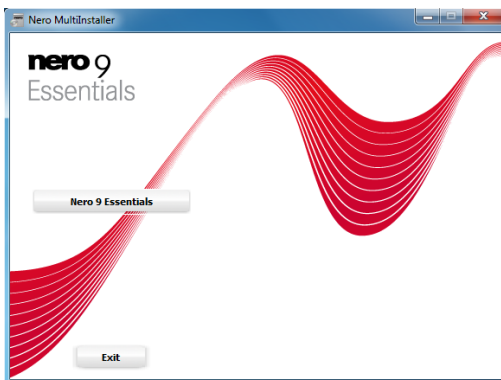 Nero MultiInstaller
nero 9
Essentials
Nero 9 Essentials
Exit